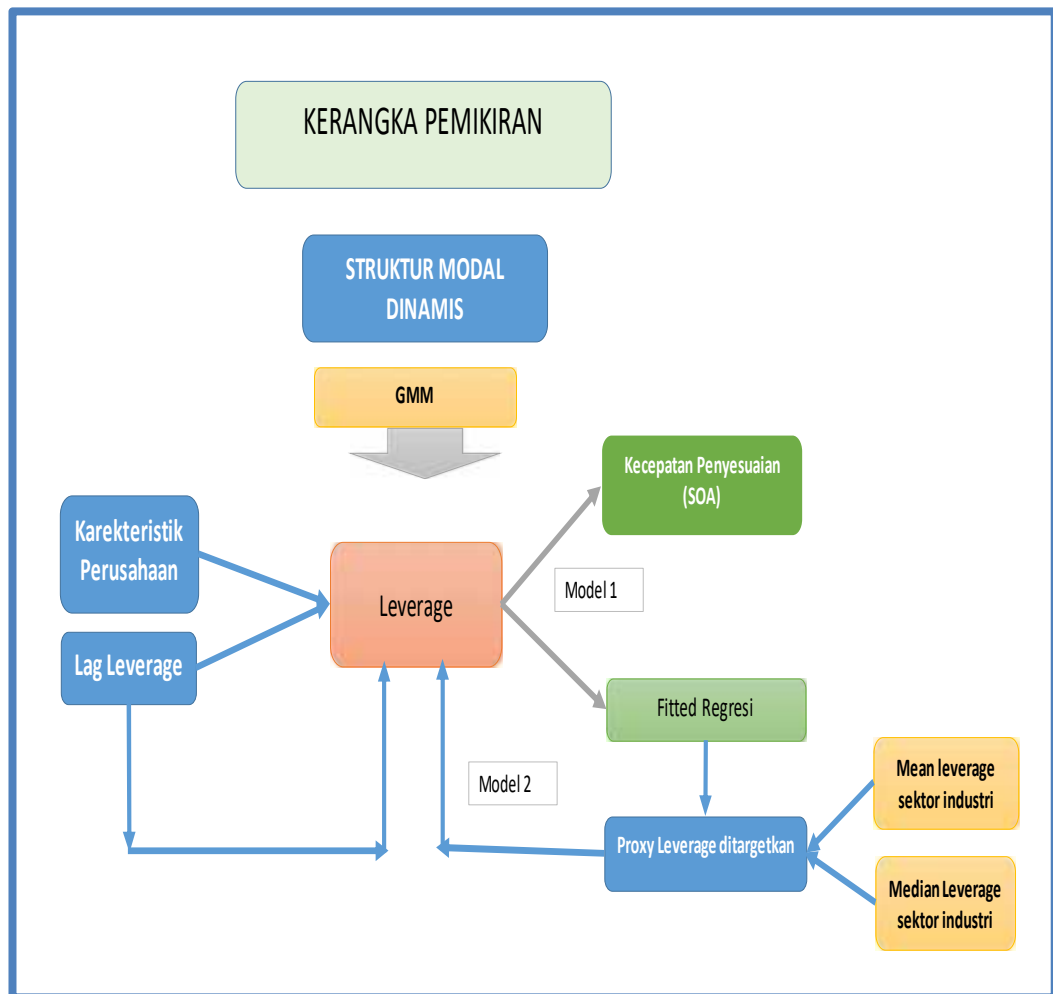 KERANGKA PEMIKIRAN
STRUKTUR MODAL
DINAMIS
GMM
Kecepatan Penyesuaian
(SOA)
Karekteristik
Perusahaan
Leverage
Model 1
Lag Leverage
Fitted Regresi
Model 2
Mean leverage
sektor industri
Proxy Leverage ditargetkan
Median Leverage
sektor industri